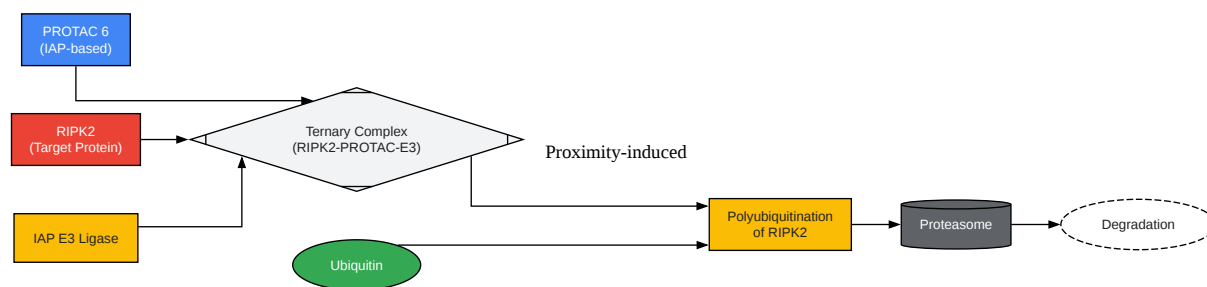 PROTAC 6
(IAP-based)
RIPK2
(Target Protein)
IAP E3 Ligase
Ternary Complex
(RIPK2-PROTAC-E3)
Proximity-induced
Ubiquitin
Polyubiquitination
of RIPK2
Proteasome
Degradation